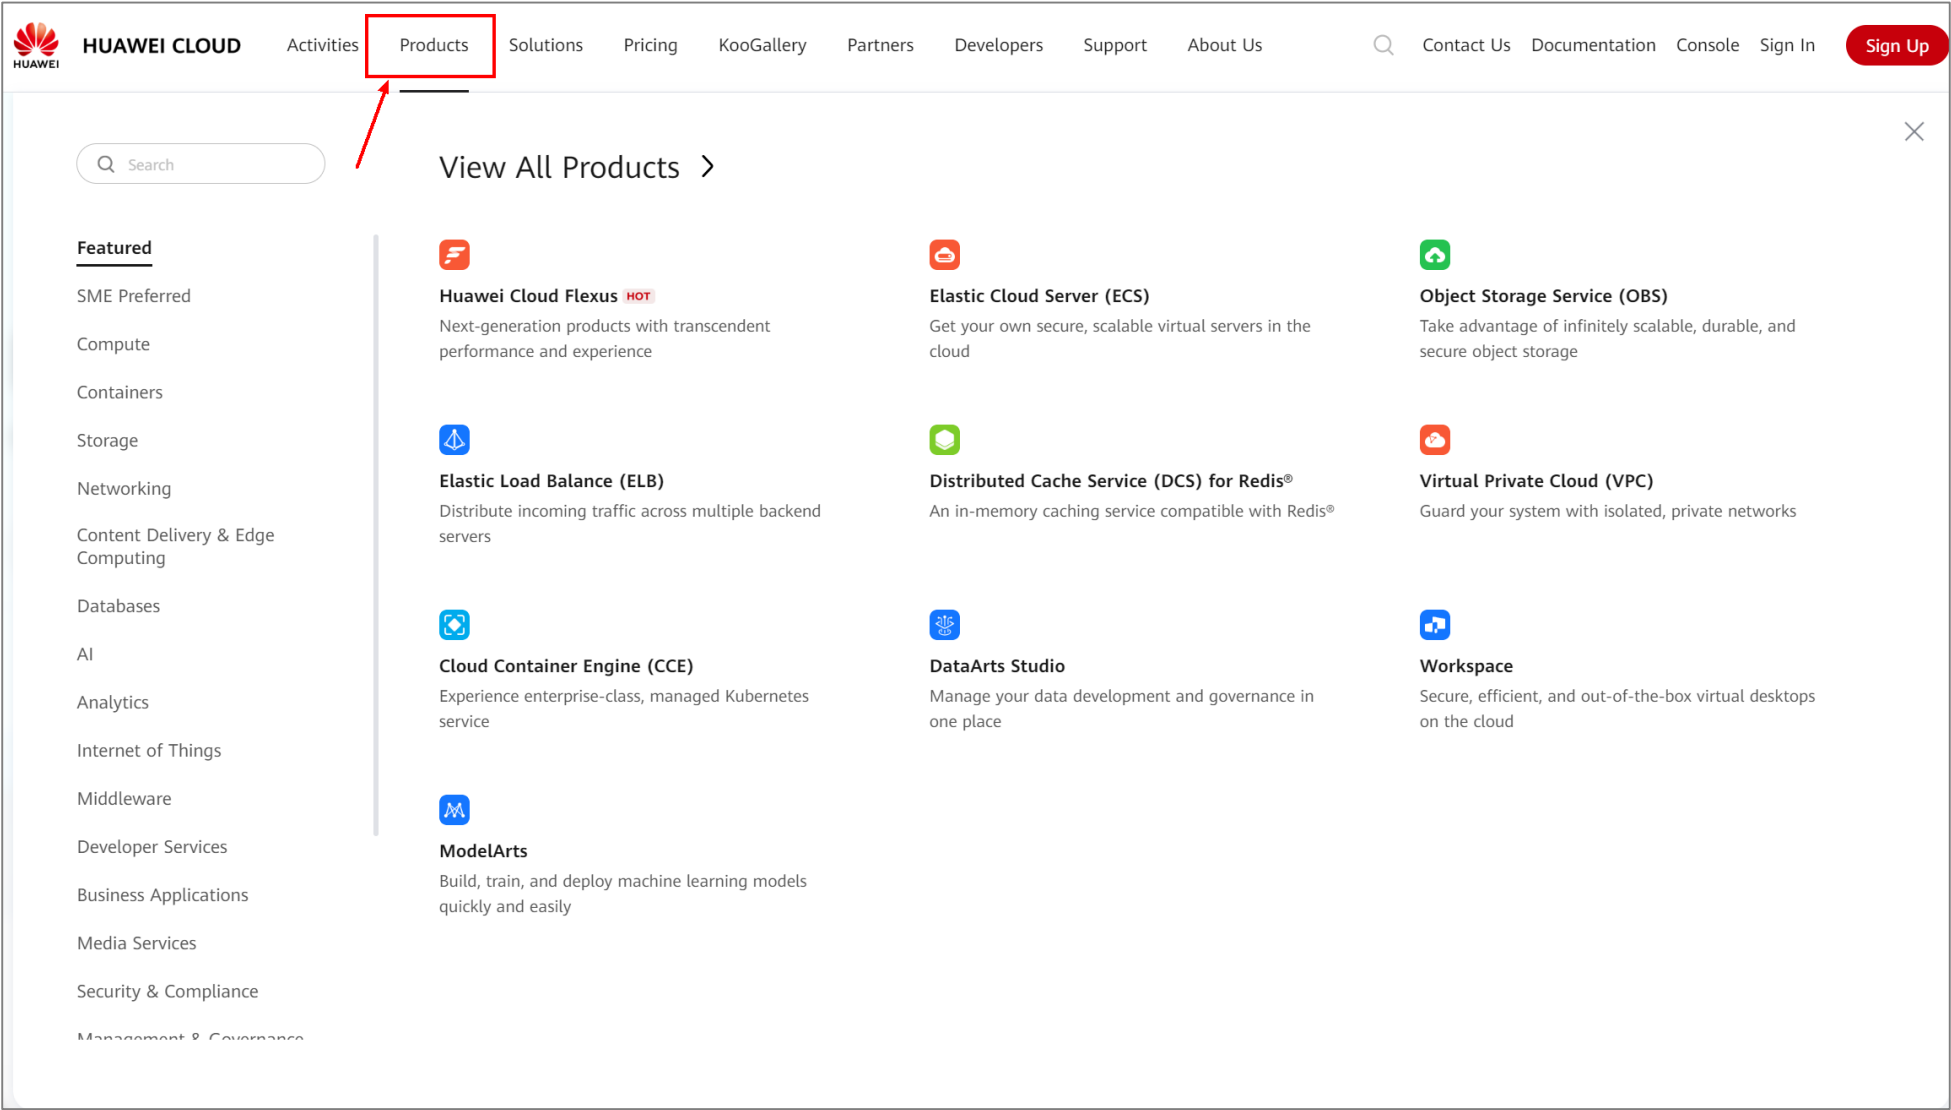 HUAWEI
HUAWEI CLOUD
Activities
Products
Solutions
Pricing
KooGallery
Partners
Developers
Support
About Us
Contact Us
Documentation
Console
Sign In
Sign Up
Search
Featured
SME Preferred
Compute
Containers
Storage
Networking
Content Delivery & Edge
Computing
Databases
AI
Analytics
Internet of Things
Middleware
Developer Services
Business Applications
Media Services
Security & Compliance
Management & Governance
View All Products
Huawei Cloud Flexus HOT
Next-generation products with transcendent
performance and experience
Elastic Cloud Server (ECS)
Get your own secure, scalable virtual servers in the
cloud
Object Storage Service (OBS)
Take advantage of infinitely scalable, durable, and
secure object storage
Elastic Load Balance (ELB)
Distribute incoming traffic across multiple backend
servers
Distributed Cache Service (DCS) for Redis®
An in-memory caching service compatible with Redis®
Virtual Private Cloud (VPC)
Guard your system with isolated, private networks
Cloud Container Engine (CCE)
Experience enterprise-class, managed Kubernetes
service
DataArts Studio
Manage your data development and governance in
one place
Workspace
Secure, efficient, and out-of-the-box virtual desktops
on the cloud
ModelArts
Build, train, and deploy machine learning models
quickly and easily